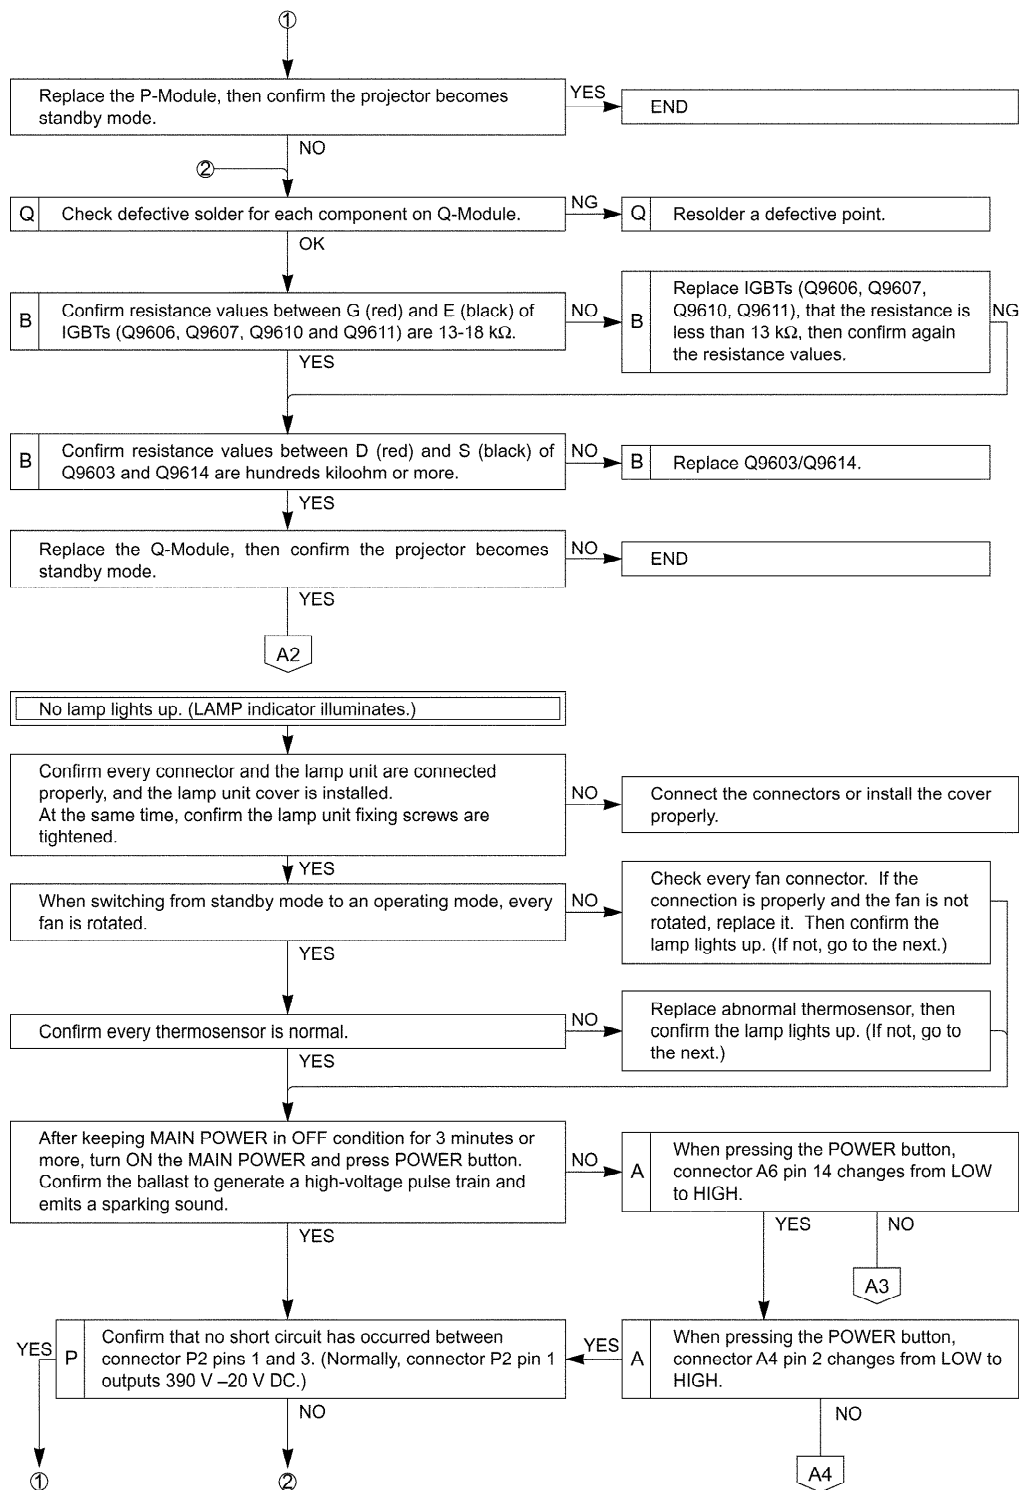 ①
Replace the P-Module, then confirm the projector becomes
standby mode.
YES
END
NO
②
Q
Check defective solder for each component on Q-Module.
NG
Q
Resolder a defective point.
OK
B
Confirm resistance values between G (red) and E (black) of
IGBTs (Q9606, Q9607, Q9610 and Q9611) are 13-18 kΩ.
NO
B
Replace IGBTs (Q9606, Q9607,
Q9610, Q9611), that the resistance is
less than 13 kΩ, then confirm again
the resistance values.
NG
YES
B
Confirm resistance values between D (red) and S (black) of
Q9603 and Q9614 are hundreds kiloohm or more.
NO
B
Replace Q9603/Q9614.
YES
Replace the Q-Module, then confirm the projector becomes
standby mode.
NO
END
YES
A2
No lamp lights up. (LAMP indicator illuminates.)
Confirm every connector and the lamp unit are connected
properly, and the lamp unit cover is installed.
At the same time, confirm the lamp unit fixing screws are
tightened.
NO
Connect the connectors or install the cover
properly.
YES
When switching from standby mode to an operating mode, every
fan is rotated.
NO
Check every fan connector. If the
connection is properly and the fan is not
rotated, replace it. Then confirm the
lamp lights up. (If not, go to the next.)
YES
Confirm every thermosensor is normal.
NO
Replace abnormal thermosensor, then
confirm the lamp lights up. (If not, go to
the next.)
YES
After keeping MAIN POWER in OFF condition for 3 minutes or
more, turn ON the MAIN POWER and press POWER button.
Confirm the ballast to generate a high-voltage pulse train and
emits a sparking sound.
NO
A
When pressing the POWER button,
connector A6 pin 14 changes from LOW
to HIGH.
YES
YES
NO
A3
YES
P
Confirm that no short circuit has occurred between
connector P2 pins 1 and 3. (Normally, connector P2 pin 1
outputs 390 V –20 V DC.)
YES
A
When pressing the POWER button,
connector A4 pin 2 changes from LOW to
HIGH.
NO
NO
①
②
A4